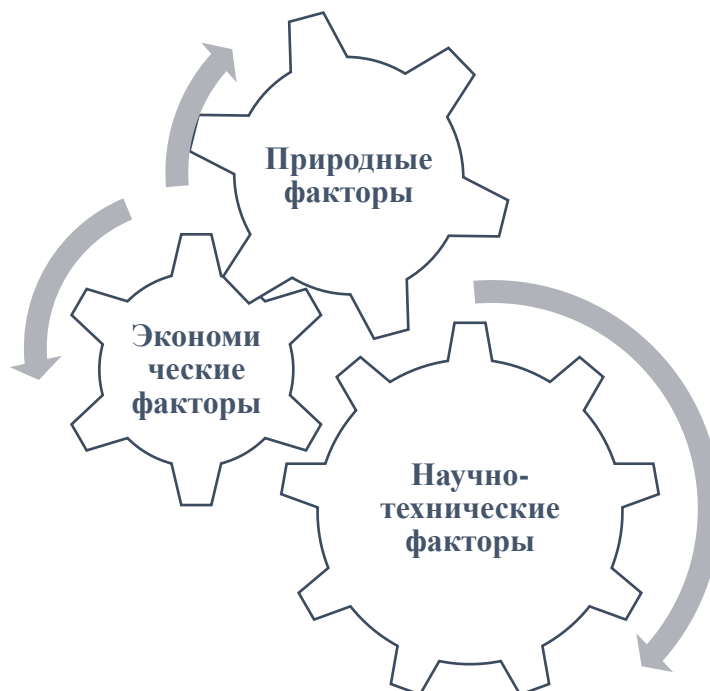 Природные
факторы
Экономи
ческие
факторы
Научно-
технические
факторы